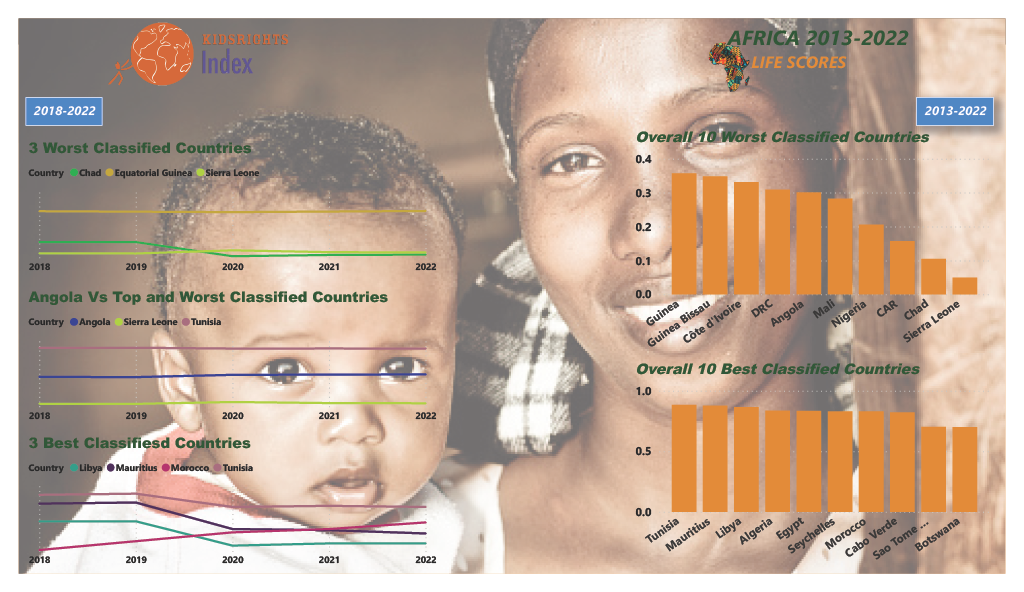 KIDSRIGHTS
Index
AFRICA 2013-2022
LIFE SCORES
2018-2022
2013-2022
3 Worst Classified Countries
Country Chad Equatorial Guinea Sierra Leone
2018 2019 2020 2021 2022
Angola Vs Top and Worst Classified Countries
Country Angola Sierra Leone Tunisia
2018 2019 2020 2021 2022
3 Best Classifiesd Countries
Country Libya Mauritius Morocco Tunisia
2018 2019 2020 2021 2022
Overall 10 Worst Classified Countries
0.4
0.3
0.2
0.1
0.0
Guinea
Guinea Bissau
Côte d'Ivoire
DRC
Angola
Mali
Nigeria
CAR
Chad
Sierra Leone
Overall 10 Best Classified Countries
1.0
0.5
0.0
Tunisia
Mauritius
Libya
Algeria
Egypt
Seychelles
Morocco
Cabo Verde
Sao Tome ...
Botswana